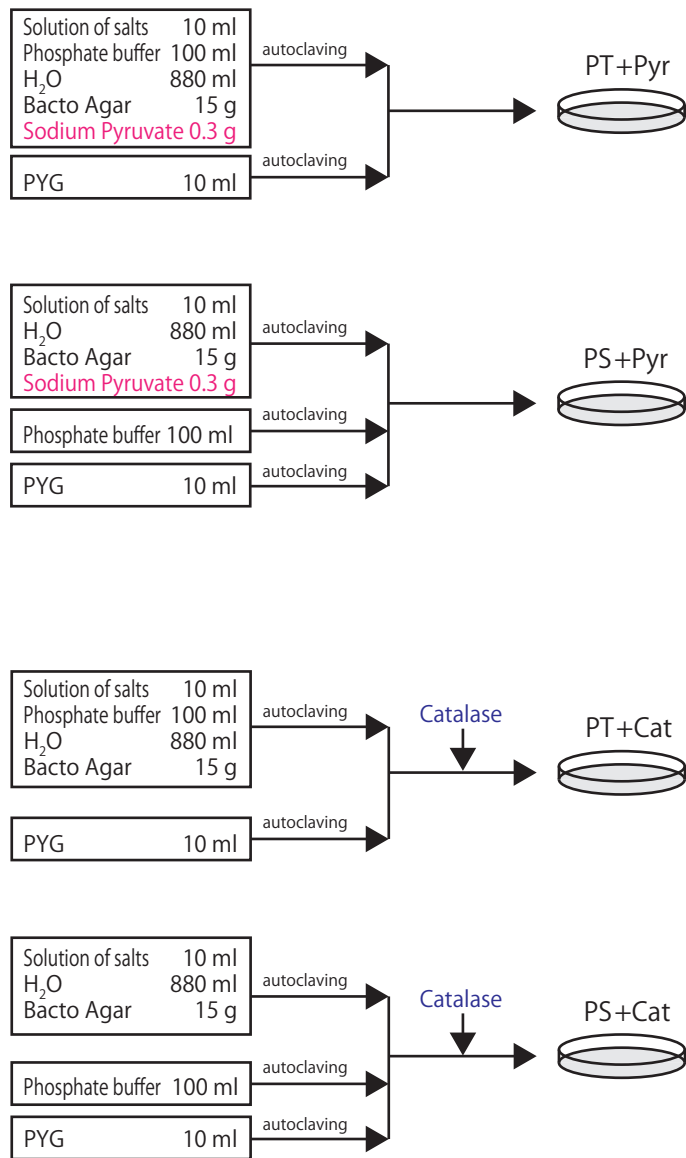 Solution of salts 10 ml
Phosphate buffer 100 ml
H₂O 880 ml
Bacto Agar 15 g
Sodium Pyruvate 0.3 g
autoclaving
PYG 10 ml
autoclaving
PT+Pyr
Solution of salts 10 ml
H₂O 880 ml
Bacto Agar 15 g
Sodium Pyruvate 0.3 g
autoclaving
Phosphate buffer 100 ml
autoclaving
PYG 10 ml
autoclaving
PS+Pyr
Solution of salts 10 ml
Phosphate buffer 100 ml
H₂O 880 ml
Bacto Agar 15 g
autoclaving
PYG 10 ml
autoclaving
Catalase
PT+Cat
Solution of salts 10 ml
H₂O 880 ml
Bacto Agar 15 g
autoclaving
Phosphate buffer 100 ml
autoclaving
PYG 10 ml
autoclaving
Catalase
PS+Cat